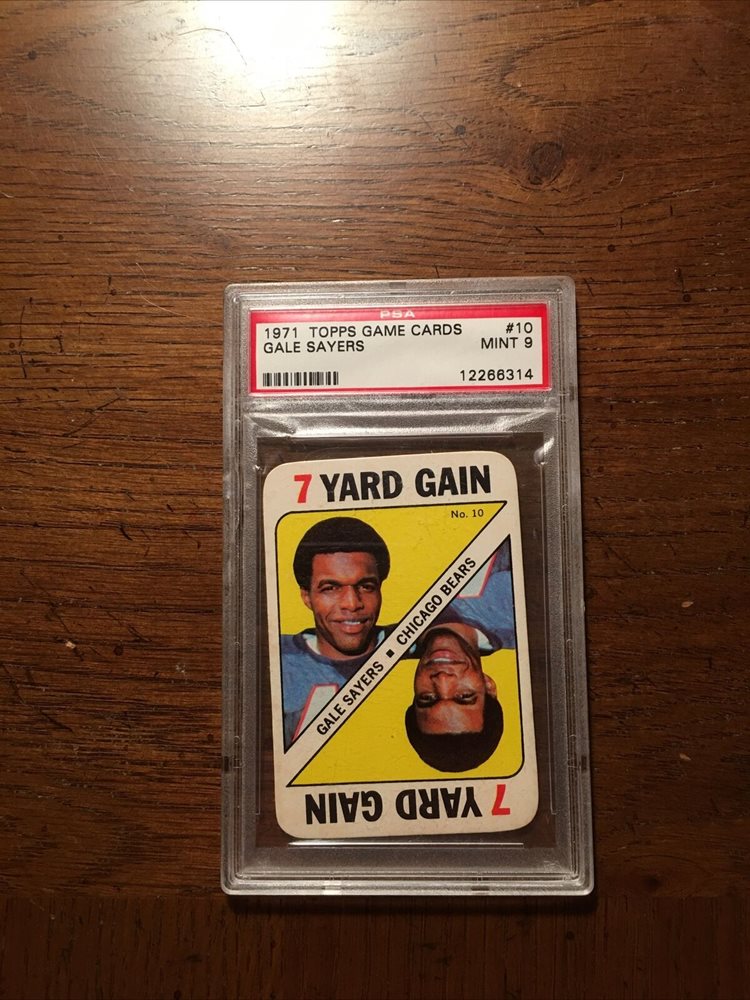 PSA
1971 TOPPS GAME CARDS #10
GALE SAYERS MINT 9
12266314
7 YARD GAIN
No. 10
GALE SAYERS ■ CHICAGO BEARS
7 YARD GAIN